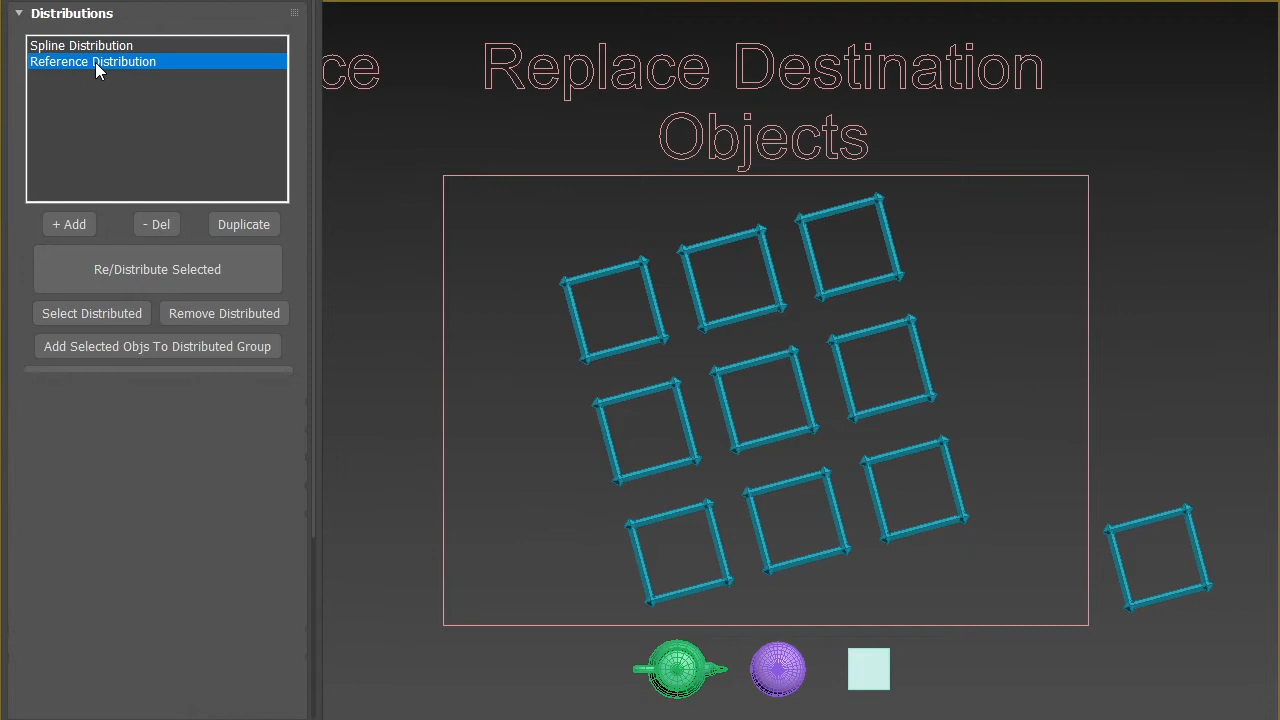 Distributions
Spline Distribution
Reference Distribution
+ Add
- Del
Duplicate
Re/Distribute Selected
Select Distributed
Remove Distributed
Add Selected Objs To Distributed Group
ce
Replace Destination
Objects